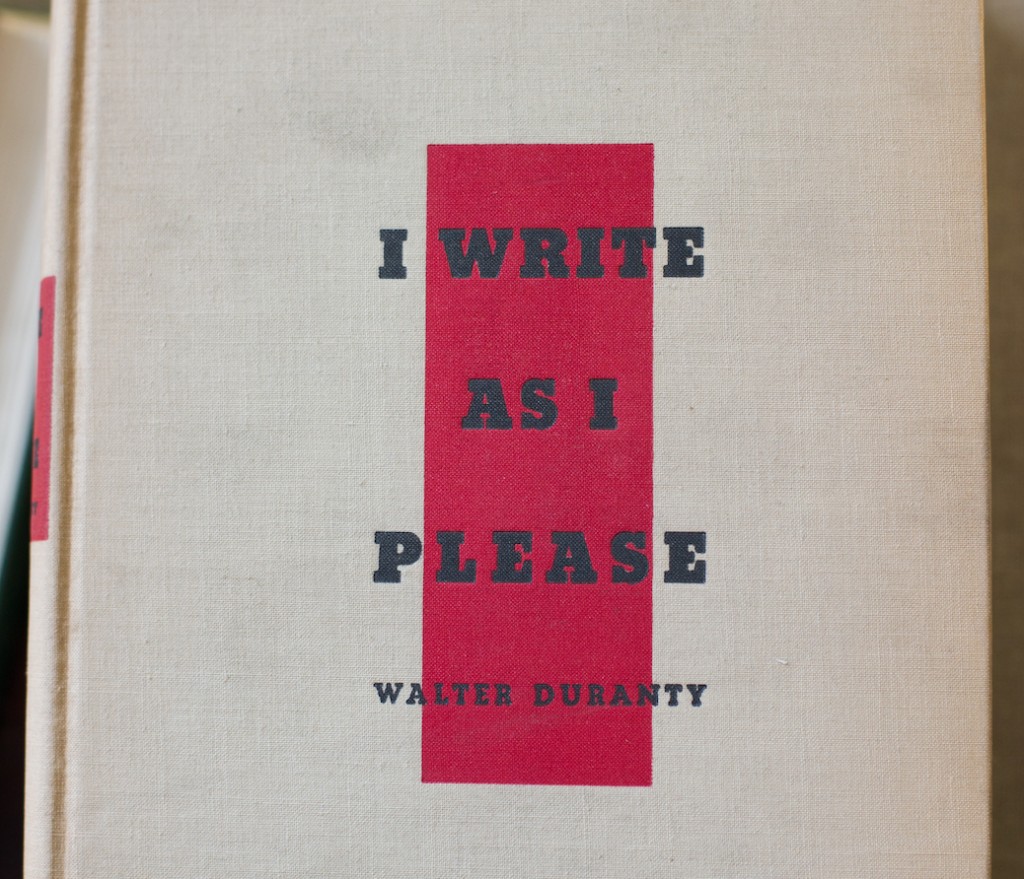 I WRITE
AS I
PLEASE
WALTER DURANTY